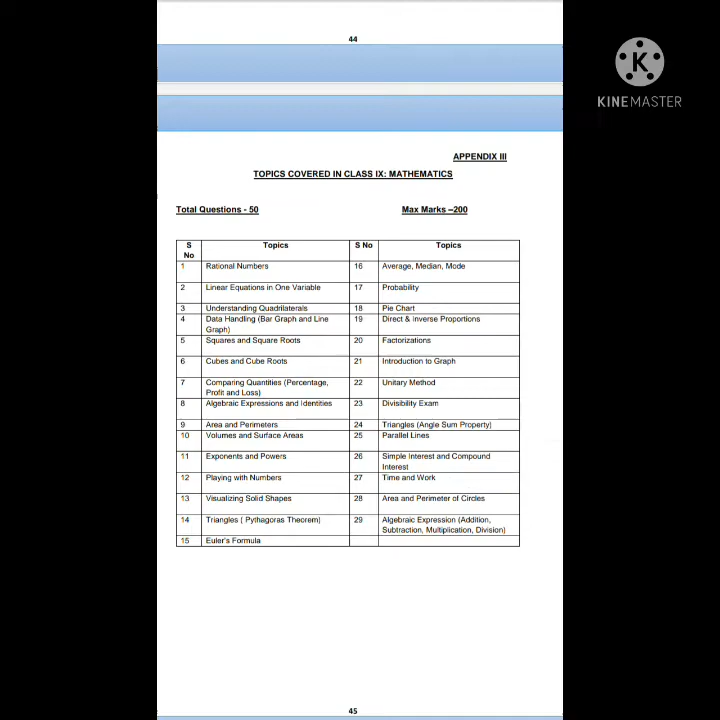 44
KINEMASTER
APPENDIX III
TOPICS COVERED IN CLASS IX: MATHEMATICS
Total Questions - 50 Max Marks –200
S No Topics S No Topics
1 Rational Numbers 16 Average, Median, Mode
2 Linear Equations in One Variable 17 Probability
3 Understanding Quadrilaterals 18 Pie Chart
4 Data Handling (Bar Graph and Line 19 Direct & Inverse Proportions
Graph)
5 Squares and Square Roots 20 Factorizations
6 Cubes and Cube Roots 21 Introduction to Graph
7 Comparing Quantities (Percentage, 22 Unitary Method
Profit and Loss)
8 Algebraic Expressions and Identities 23 Divisibility Exam
9 Area and Perimeters 24 Triangles (Angle Sum Property)
10 Volumes and Surface Areas 25 Parallel Lines
11 Exponents and Powers 26 Simple Interest and Compound
Interest
12 Playing with Numbers 27 Time and Work
13 Visualizing Solid Shapes 28 Area and Perimeter of Circles
14 Triangles ( Pythagoras Theorem) 29 Algebraic Expression (Addition,
Subtraction, Multiplication, Division)
15 Euler's Formula
45